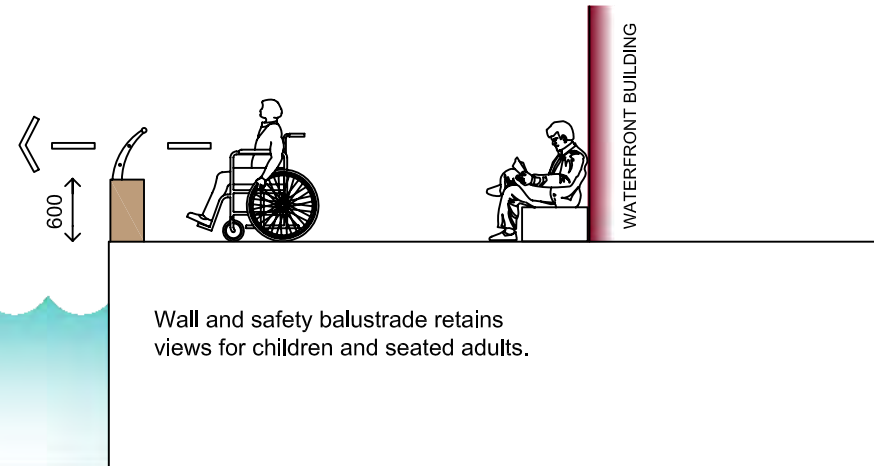 WATERFRONT BUILDING
600
Wall and safety balustrade retains
views for children and seated adults.